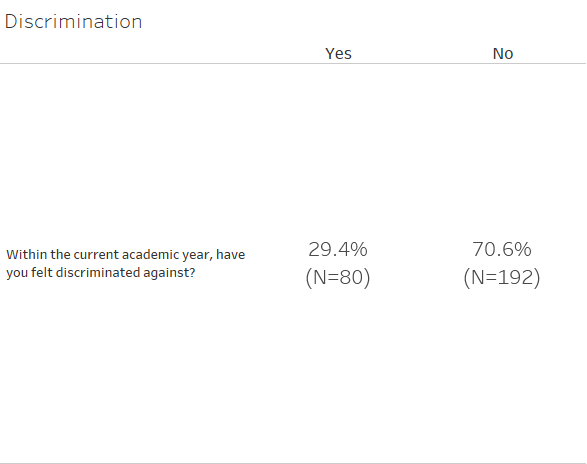 Discrimination
Yes No
Within the current academic year, have
you felt discriminated against?
29.4%
(N=80)
70.6%
(N=192)